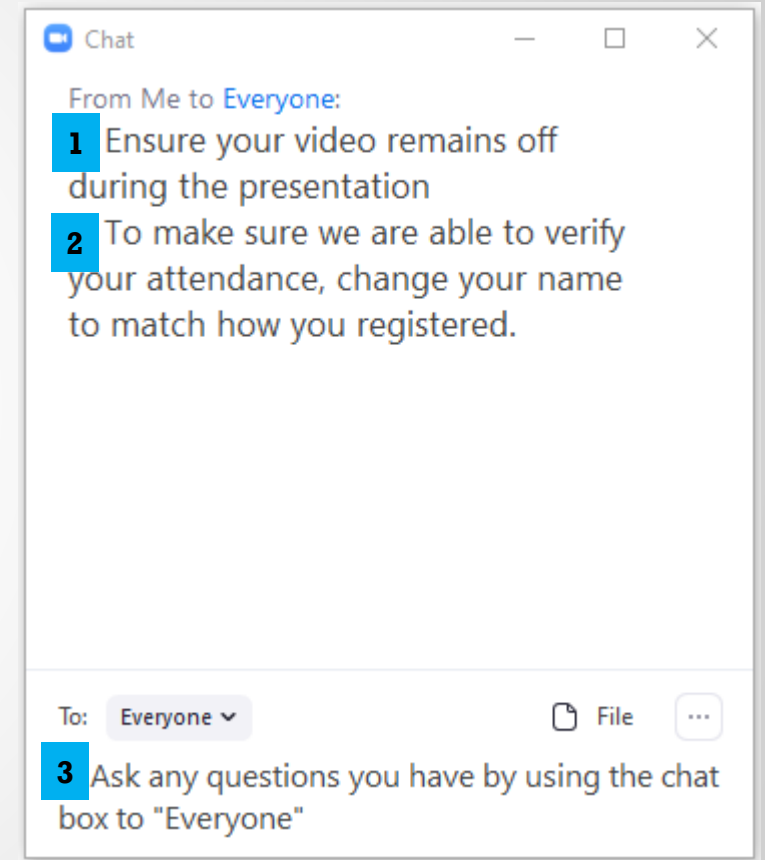 Chat
From Me to Everyone:
1 Ensure your video remains off
during the presentation
2 To make sure we are able to verify
your attendance, change your name
to match how you registered.
To: Everyone File
3 Ask any questions you have by using the chat
box to "Everyone"